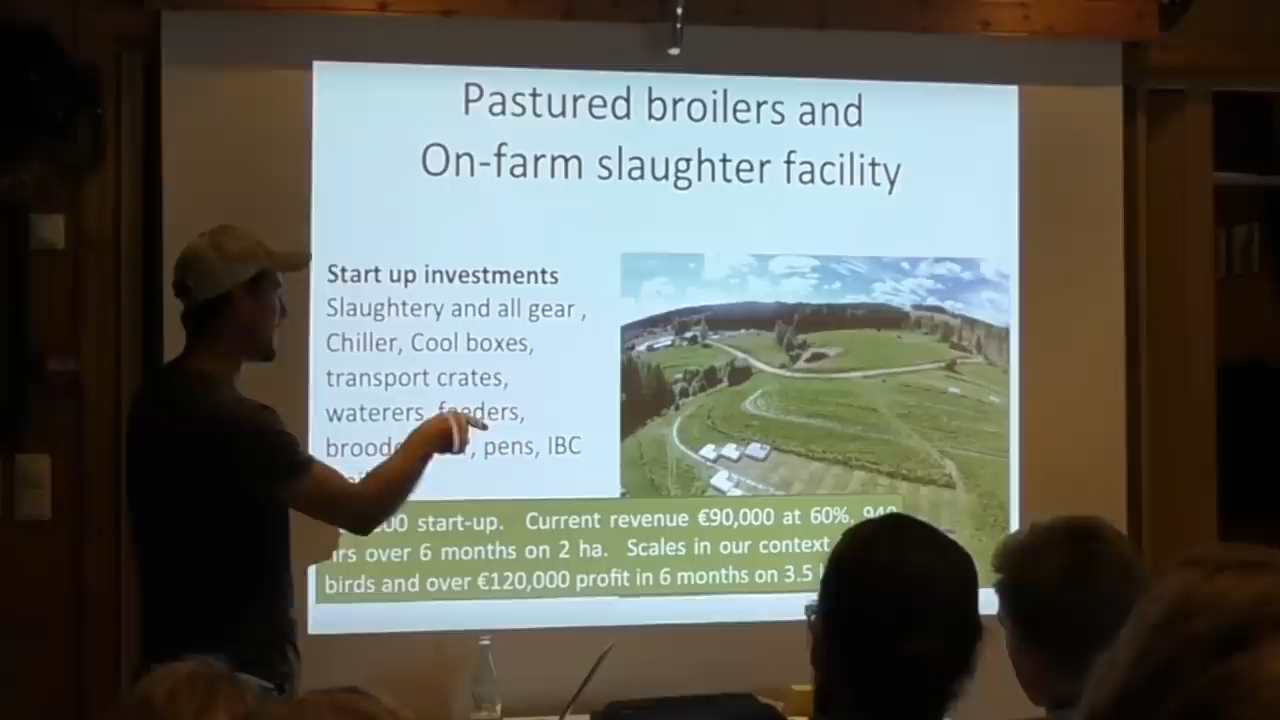 Pastured broilers and
On-farm slaughter facility
Start up investments
Slaughtery and all gear ,
Chiller, Cool boxes,
transport crates,
waterers, feeders,
pens, IBC
start-up. Current revenue €90,000 at 60%,
over 6 months on 2 ha. Scales in our context
birds and over €120,000 profit in 6 months on 3.5